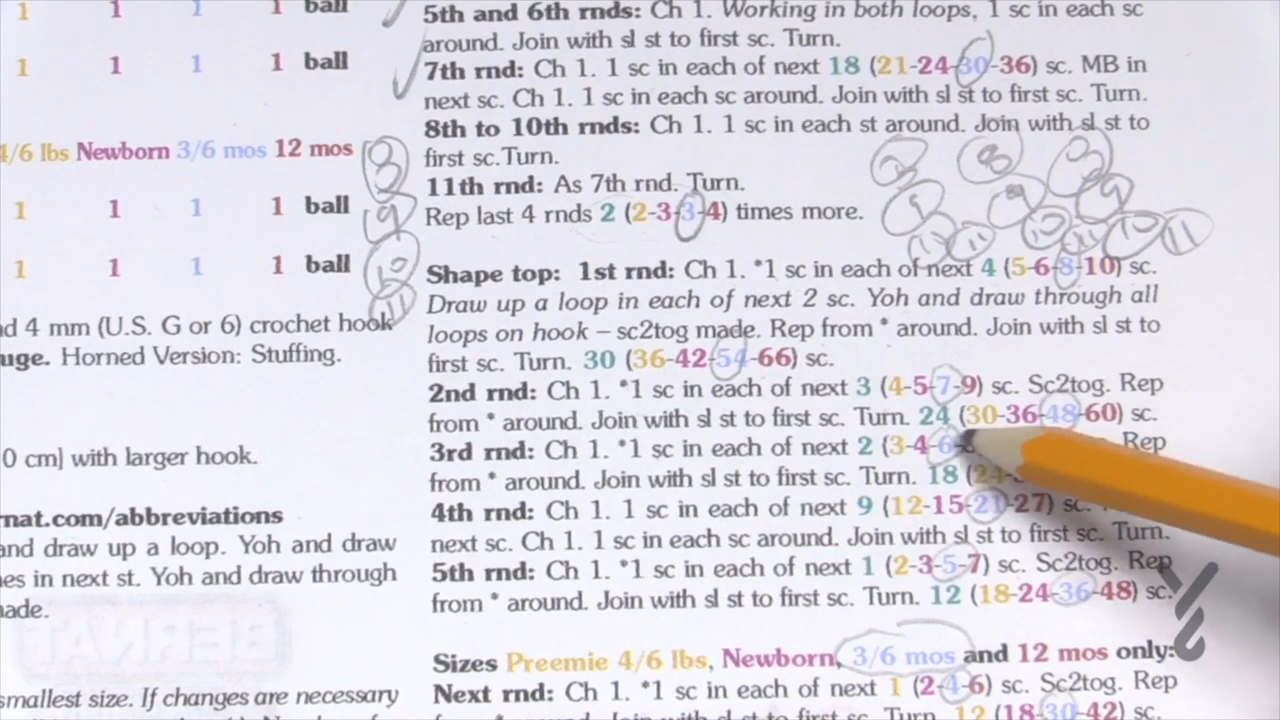 1 1 1 1 ball
1 1 1 1 ball
4/6 lbs Newborn 3/6 mos 12 mos
1 1 1 1 ball
1 1 1 1 ball
4 mm (U.S. G or 6) crochet hook
Horned Version: Stuffing.
0 cm] with larger hook.
nat.com/abbreviations
and draw up a loop. Yoh and draw
in next st. Yoh and draw through
smallest size. If changes are necessary
5th and 6th rnds: Ch 1. Working in both loops, 1 sc in each sc
around. Join with sl st to first sc. Turn.
7th rnd: Ch 1. 1 sc in each of next 18 (21-24-30-36) sc. MB in
next sc. Ch 1. 1 sc in each sc around. Join with sl st to first sc. Turn.
8th to 10th rnds: Ch 1. 1 sc in each st around. Join with sl st to
first sc.Turn.
11th rnd: As 7th rnd. Turn.
Rep last 4 rnds 2 (2-3-3-4) times more.
Shape top: 1st rnd: Ch 1. *1 sc in each of next 4 (5-6-8-10) sc.
Draw up a loop in each of next 2 sc. Yoh and draw through all
loops on hook – sc2tog made. Rep from * around. Join with sl st to
first sc. Turn. 30 (36-42-54-66) sc.
2nd rnd: Ch 1. *1 sc in each of next 3 (4-5-7-9) sc. Sc2tog. Rep
from * around. Join with sl st to first sc. Turn. 24 (30-36-48-60) sc.
3rd rnd: Ch 1. *1 sc in each of next 2 (3-4-6- Rep
from * around. Join with sl st to first sc. Turn. 18 (24-
4th rnd: Ch 1. 1 sc in each of next 9 (12-15-21-27) sc.
next sc. Ch 1. 1 sc in each sc around. Join with sl st to first sc. Turn.
5th rnd: Ch 1. *1 sc in each of next 1 (2-3-5-7) sc. Sc2tog. Rep
from * around. Join with sl st to first sc. Turn. 12 (18-24-36-48) sc.
Sizes Preemie 4/6 lbs, Newborn, 3/6 mos and 12 mos only:
Next rnd: Ch 1. *1 sc in each of next 1 (2-4-6) sc. Sc2tog. Rep
from * around. Join with sl st to first sc. Turn. 12 (18-30-42) sc.